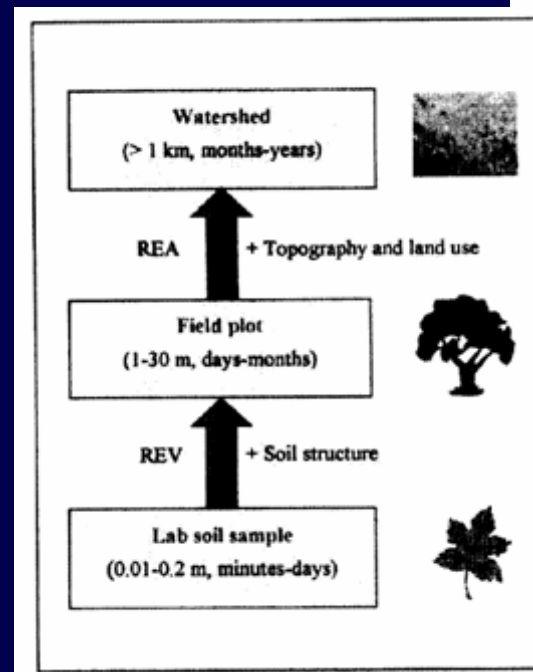 Watershed
(> 1 km, months-years)
REA + Topography and land use
Field plot
(1-30 m, days-months)
REV + Soil structure
Lab soil sample
(0.01-0.2 m, minutes-days)